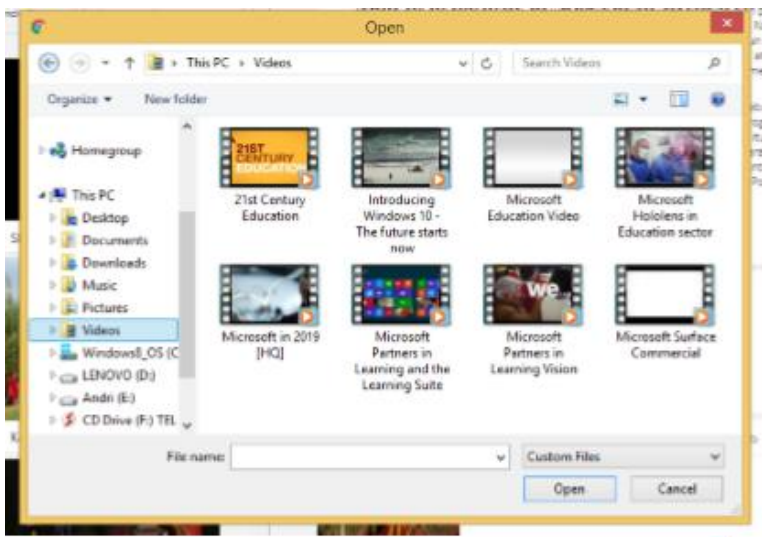 Open
This PC
Videos
Search Videos
Organize
New folder
Homegroup
This PC
Desktop
Documents
Downloads
Music
Pictures
Videos
Windows8_OS (C
LENOVO (D:)
Andri (E:)
CD Drive (F:) TEL
21ST
CENTURY
EDUCATION
21st Century
Education
Introducing
Windows 10 -
The future starts
now
Microsoft
Education Video
Microsoft
Hololens in
Education sector
Microsoft in 2019
[HQ]
Microsoft
Partners in
Learning and the
Learning Suite
we
Microsoft
Partners in
Learning Vision
Microsoft Surface
Commercial
File name:
Custom Files
Open
Cancel